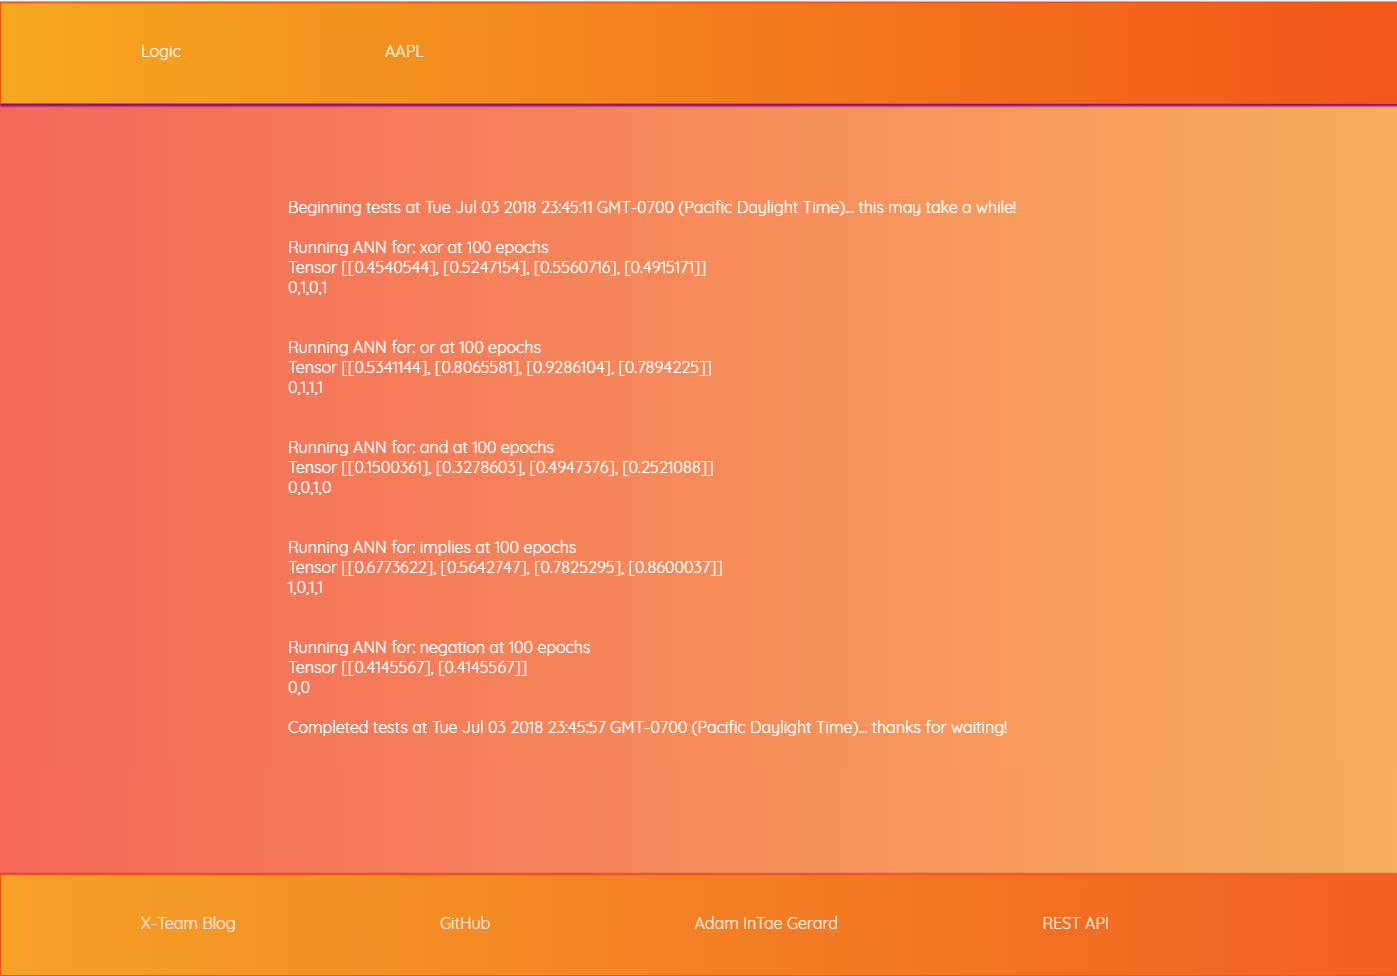 Logic AAPL
Beginning tests at Tue Jul 03 2018 23:45:11 GMT-0700 (Pacific Daylight Time)... this may take a while!
Running ANN for: xor at 100 epochs
Tensor [[0.4540544], [0.5247154], [0.5560716], [0.4915171]]
0,1,0,1
Running ANN for: or at 100 epochs
Tensor [[0.5341144], [0.8065581], [0.9286104], [0.7894225]]
0,1,1,1
Running ANN for: and at 100 epochs
Tensor [[0.1500361], [0.3278603], [0.4947376], [0.2521088]]
0,0,1,0
Running ANN for: implies at 100 epochs
Tensor [[0.6773622], [0.5642747], [0.7825295], [0.8600037]]
1,0,1,1
Running ANN for: negation at 100 epochs
Tensor [[0.4145567], [0.4145567]]
0,0
Completed tests at Tue Jul 03 2018 23:45:57 GMT-0700 (Pacific Daylight Time)... thanks for waiting!
X-Team Blog GitHub Adam InTae Gerard REST API